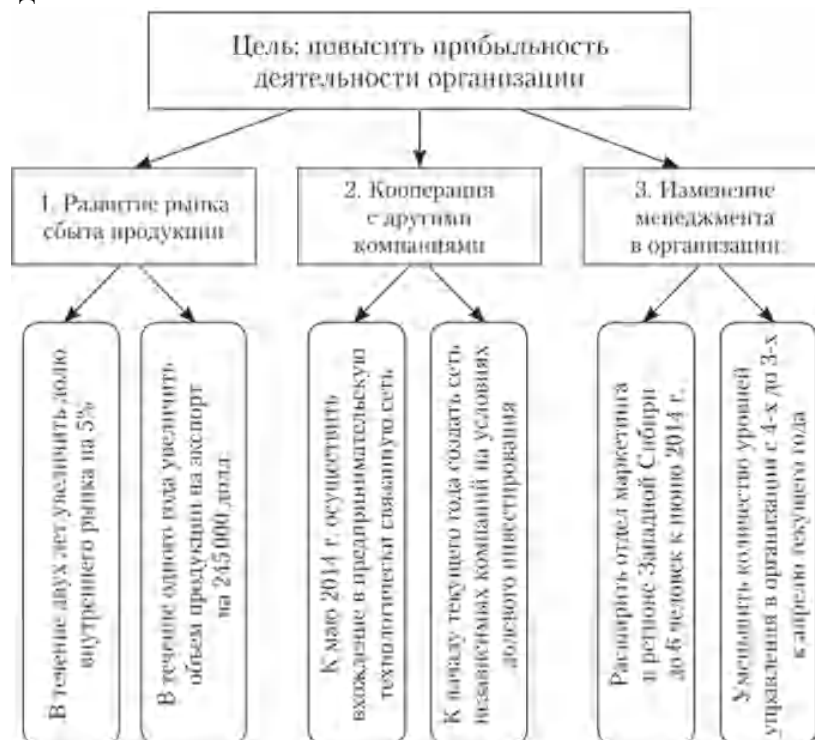 Цель: повысить прибыльность
деятельности организации
1. Развитие рынка
сбыта продукции
2. Кооперация
с другими
компаниями
3. Изменение
менеджмента
в организации
В течение двух лет увеличить долю
внутреннего рынка на 5%
В течение одного года увеличить
объем продукции на экспорт
на 245 000 долл.
К маю 2014 г. осуществить
вхождение в предпринимательскую
технологически связанную сеть
К началу текущего года создать сеть
независимых компаний на условиях
долевого инвестирования
Расширить отдел маркетинга
в регионе Западной Сибири
до 6 человек к июню 2014 г.
Уменьшить количество уровней
управления в организации с 4-х до 3-х
к апрелю текущего года